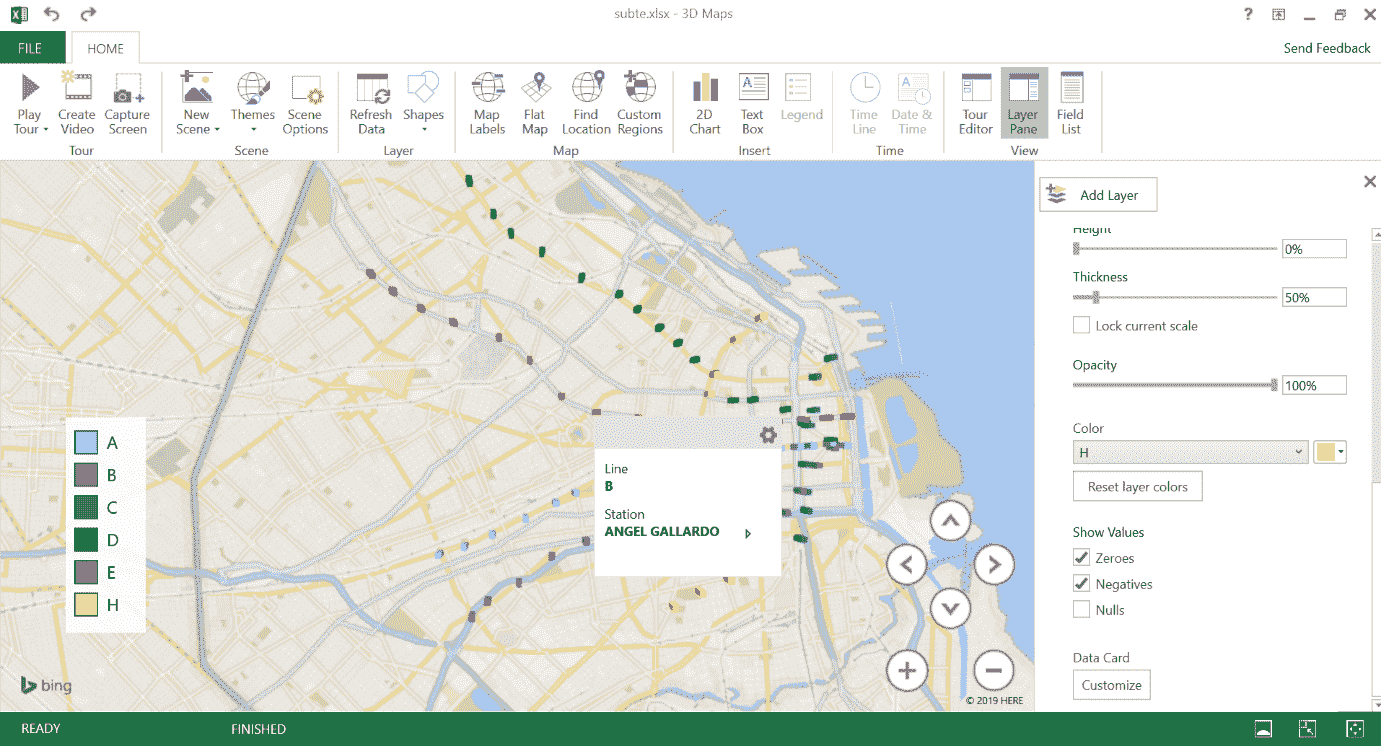 subte.xlsx - 3D Maps
?
FILE
HOME
Send Feedback
Play Tour
Create Video
Capture Screen
New Scene
Themes
Scene Options
Refresh Data
Shapes
Map Labels
Flat Map
Find Location
Custom Regions
2D Chart
Text Box
Legend
Time Line
Date & Time
Tour Editor
Layer Pane
Field List
Tour
Scene
Layer
Map
Insert
Time
View
Add Layer
Height
0%
Thickness
50%
Lock current scale
Opacity
100%
Color
H
Reset layer colors
Show Values
Zeroes
Negatives
Nulls
Data Card
Customize
A
B
C
D
E
H
Line
B
Station
ANGEL GALLARDO
bing
© 2019 HERE
READY
FINISHED